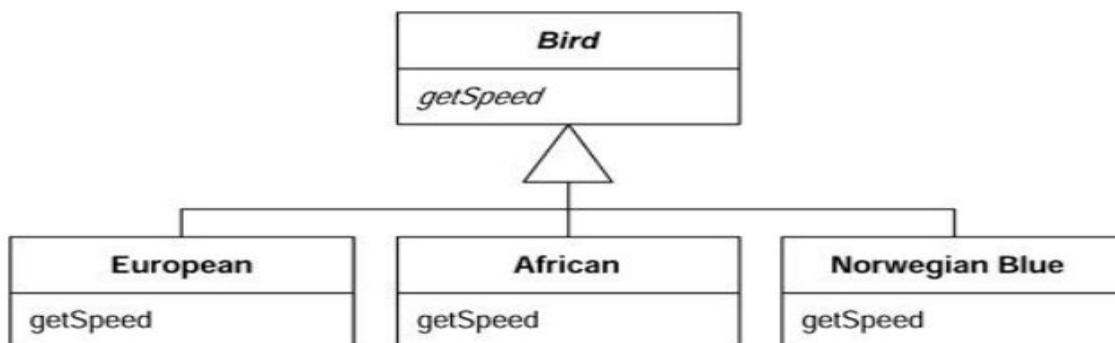 Bird
getSpeed
European
African
Norwegian Blue
getSpeed
getSpeed
getSpeed